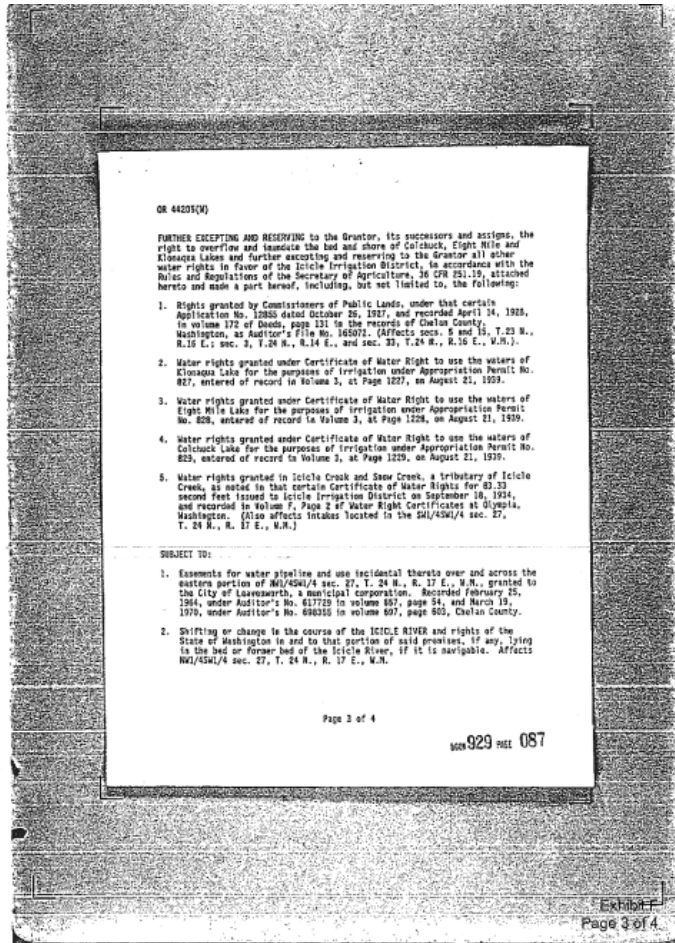 OR 44205(W)
FURTHER EXCEPTING AND RESERVING to the Grantor, its successors and assigns, the
right to overflow and inundate the bed and shore of Colchuck, Eight Mile and
Klonaqua Lakes and further excepting and reserving to the Grantor all other
water rights in favor of the Icicle Irrigation District, in accordance with the
Rules and Regulations of the Secretary of Agriculture, 36 CFR 251.19, attached
hereto and made a part hereof, including, but not limited to, the following:
1. Rights granted by Commissioners of Public Lands, under that certain
Application No. 12855 dated October 26, 1927, and recorded April 14, 1928,
in volume 172 of Deeds, page 131 in the records of Chelan County,
Washington, as Auditor's File No. 165072. (Affects secs. 5 and 15, T.23 N.,
R.16 E.; sec. 3, T.24 N., R.14 E., and sec. 33, T.24 N., R.16 E., W.M.).
2. Water rights granted under Certificate of Water Right to use the waters of
Klonaqua Lake for the purposes of irrigation under Appropriation Permit No.
827, entered of record in Volume 3, at Page 1227, on August 21, 1939.
3. Water rights granted under Certificate of Water Right to use the waters of
Eight Mile Lake for the purposes of irrigation under Appropriation Permit
No. 828, entered of record in Volume 3, at Page 1228, on August 21, 1939.
4. Water rights granted under Certificate of Water Right to use the waters of
Colchuck Lake for the purposes of irrigation under Appropriation Permit No.
829, entered of record in Volume 3, at Page 1229, on August 21, 1939.
5. Water rights granted in Icicle Creek and Snow Creek, a tributary of Icicle
Creek, as noted in that certain Certificate of Water Rights for 83.33
second feet issued to Icicle Irrigation District on September 18, 1934,
and recorded in Volume F, Page 2 of Water Right Certificates at Olympia,
Washington. (Also affects intakes located in the SW1/4SW1/4 sec. 27,
T. 24 N., R. 17 E., W.M.)
SUBJECT TO:
1. Easements for water pipeline and use incidental thereto over and across the
eastern portion of NW1/4SW1/4 sec. 27, T. 24 N., R. 17 E., W.M., granted to
the City of Leavenworth, a municipal corporation. Recorded February 25,
1964, under Auditor's No. 617729 in volume 657, page 54, and March 19,
1970, under Auditor's No. 698355 in volume 697, page 603, Chelan County.
2. Shifting or change in the course of the ICICLE RIVER and rights of the
State of Washington in and to that portion of said premises, if any, lying
in the bed or former bed of the Icicle River, if it is navigable. Affects
NW1/4SW1/4 sec. 27, T. 24 N., R. 17 E., W.M.
Page 3 of 4
BOOK 929 PAGE 087
Exhibit F
Page 3 of 4